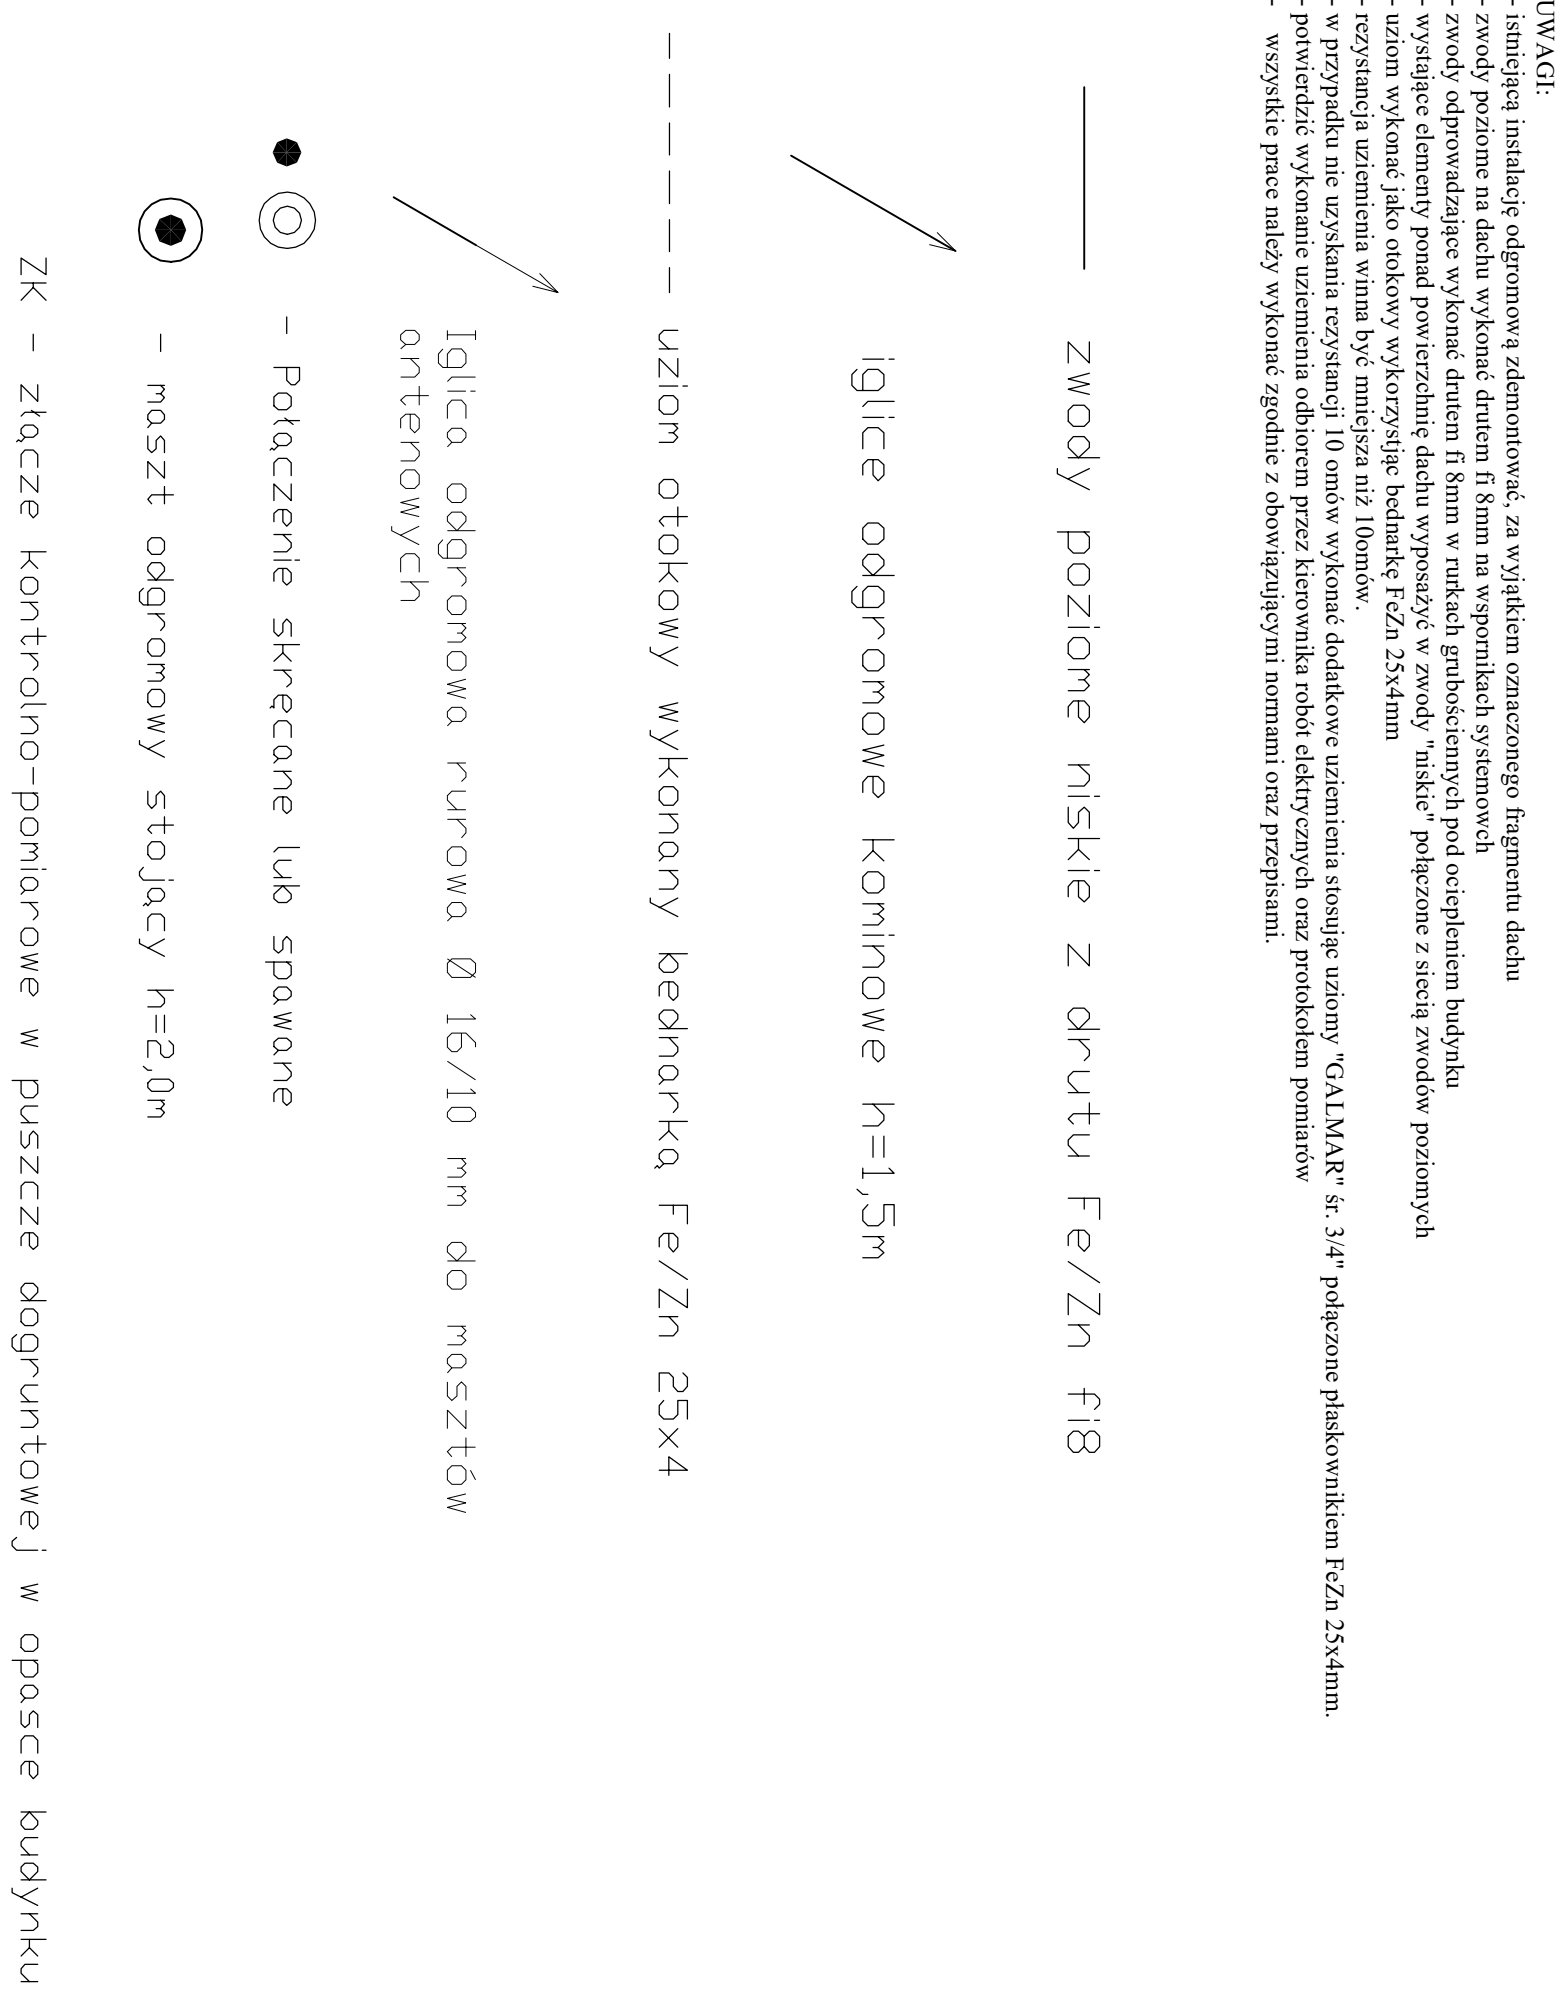 UWAGI:
- istniejącą instalację odgromową zdemontować, za wyjątkiem oznaczonego fragmentu dachu
- zwody poziome na dachu wykonać drutem fi 8mm na wspornikach systemowch
- zwody odprowadzające wykonać drutem fi 8mm w rurkach grubościennych pod ociepleniem budynku
- wystające elementy ponad powierzchnię dachu wyposażyć w zwody "niskie" połączone z siecią zwodów poziomych
- uziom wykonać jako otokowy wykorzystjąc bednarkę FeZn 25x4mm
- rezystancja uziemienia winna być mniejsza niż 10omów.
- w przypadku nie uzyskania rezystancji 10 omów wykonać dodatkowe uziemienia stosując uziomy "GALMAR" śr. 3/4" połączone płaskownikiem FeZn 25x4mm.
- potwierdzić wykonanie uziemienia odbiorem przez kierownika robót elektrycznych oraz protokołem pomiarów
- wszystkie prace należy wykonać zgodnie z obowiązującymi normami oraz przepisami.
zwody poziome niskie z drutu Fe/Zn fi8
iglice odgromowe kominowe h=1,5m
uziom otokowy wykonany bednarką Fe/Zn 25x4
Iglica odgromowa rurowa Ø 16/10 mm do masztów
antenowych
- Połączenie skręcane lub spawane
- maszt odgromowy stojący h=2,0m
ZK - złącze kontrolno-pomiarowe w puszcze dogruntowej w opasce budynku